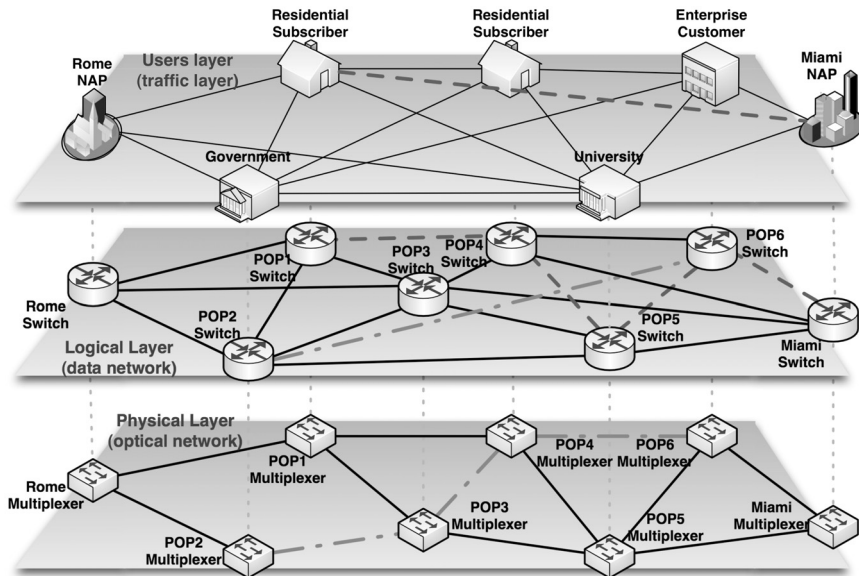 Residential
Subscriber
Residential
Subscriber
Enterprise
Customer
Rome
NAP
Users layer
(traffic layer)
Miami
NAP
Government
University
POP1
Switch
POP3
Switch
POP4
Switch
POP6
Switch
Rome
Switch
POP2
Switch
POP5
Switch
Miami
Switch
Logical Layer
(data network)
Physical Layer
(optical network)
POP1
Multiplexer
POP4
Multiplexer
POP6
Multiplexer
Rome
Multiplexer
POP2
Multiplexer
POP3
Multiplexer
POP5
Multiplexer
Miami
Multiplexer